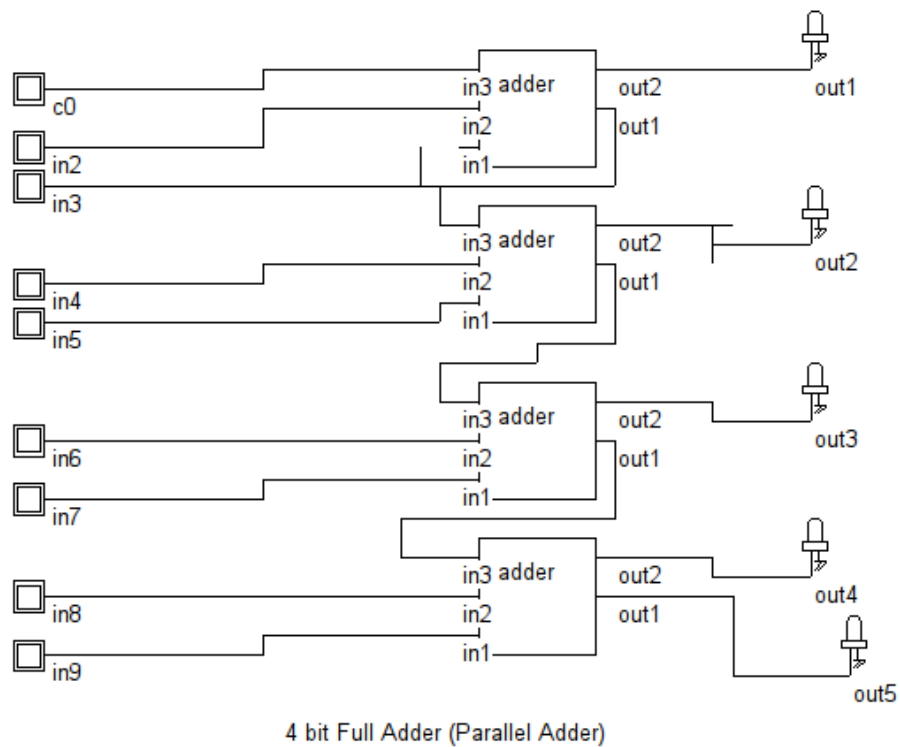 in3 adder out2 out1
c0
in2 out1
in2
in1
in3
in3 adder out2 out2
in2 out1
in4
in1
in5
in3 adder out2 out3
in6 in2 out1
in7 in1
in3 adder out2
out4
in8 in2 out1
in9 in1
out5
4 bit Full Adder (Parallel Adder)